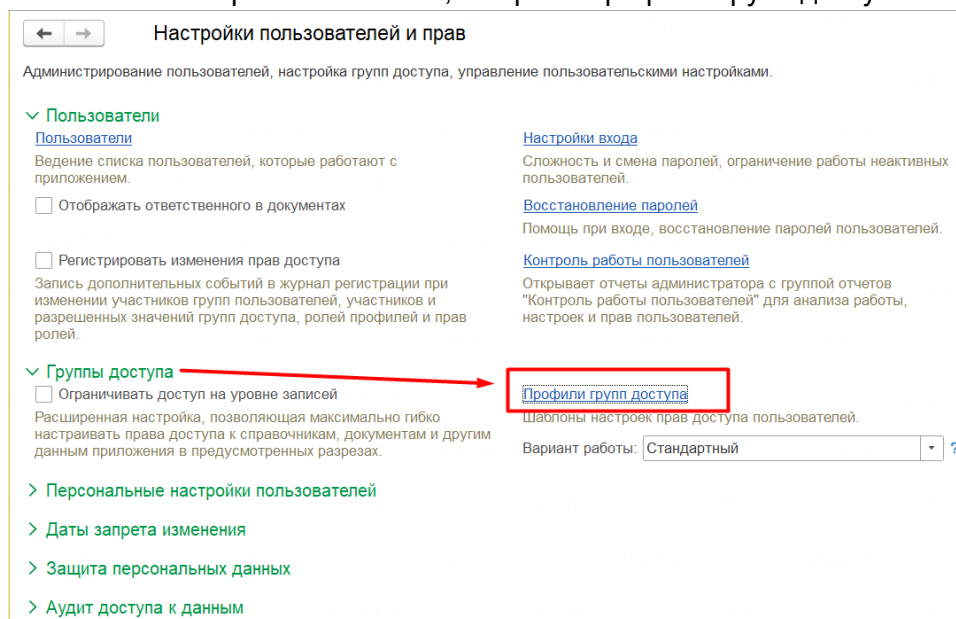 Настройки пользователей и прав
Администрирование пользователей, настройка групп доступа, управление пользовательскими настройками.
Пользователи
Пользователи
Ведение списка пользователей, которые работают с
приложением.
Отображать ответственного в документах
Регистрировать изменения прав доступа
Запись дополнительных событий в журнал регистрации при
изменении участников групп пользователей, участников и
разрешенных значений групп доступа, ролей профилей и прав
ролей.
Настройки входа
Сложность и смена паролей, ограничение работы неактивных
пользователей.
Восстановление паролей
Помощь при входе, восстановление паролей пользователей.
Контроль работы пользователей
Открывает отчеты администратора с группой отчетов
"Контроль работы пользователей" для анализа работы,
настроек и прав пользователей.
Группы доступа
Ограничивать доступ на уровне записей
Расширенная настройка, позволяющая максимально гибко
настраивать права доступа к справочникам, документам и другим
данным приложения в предусмотренных разрезах.
Профили групп доступа
Шаблоны настроек прав доступа пользователей.
Вариант работы: Стандартный ?
Персональные настройки пользователей
Даты запрета изменения
Защита персональных данных
Аудит доступа к данным